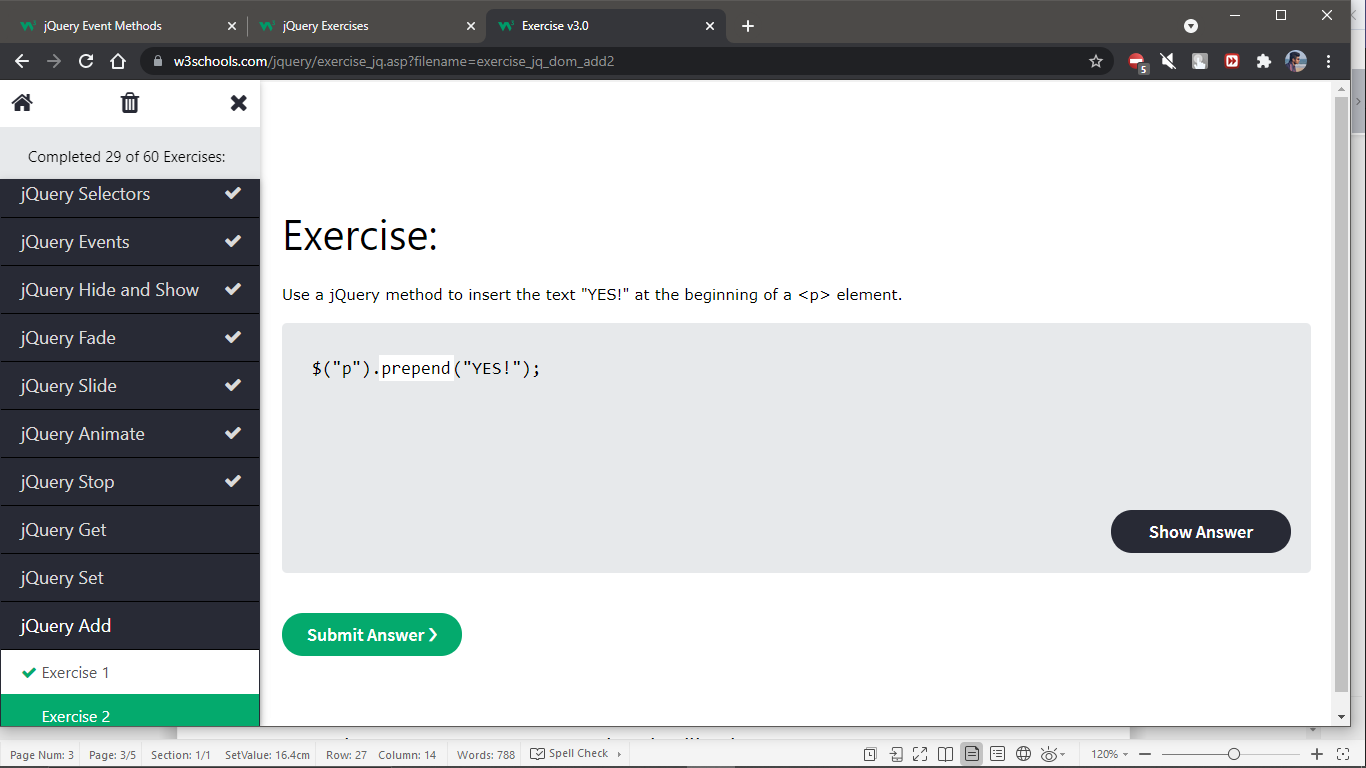 jQuery Event Methods
jQuery Exercises
Exercise v3.0
w3schools.com/jquery/exercise_jq.asp?filename=exercise_jq_dom_add2
5
Completed 29 of 60 Exercises:
jQuery Selectors
jQuery Events
jQuery Hide and Show
jQuery Fade
jQuery Slide
jQuery Animate
jQuery Stop
jQuery Get
jQuery Set
jQuery Add
Exercise 1
Exercise 2
Exercise:
Use a jQuery method to insert the text "YES!" at the beginning of a <p> element.
$("p").prepend("YES!");
Show Answer
Submit Answer ❯
Page Num: 3 Page: 3/5 Section: 1/1 SetValue: 16.4cm Row: 27 Column: 14 Words: 788 Spell Check 120%